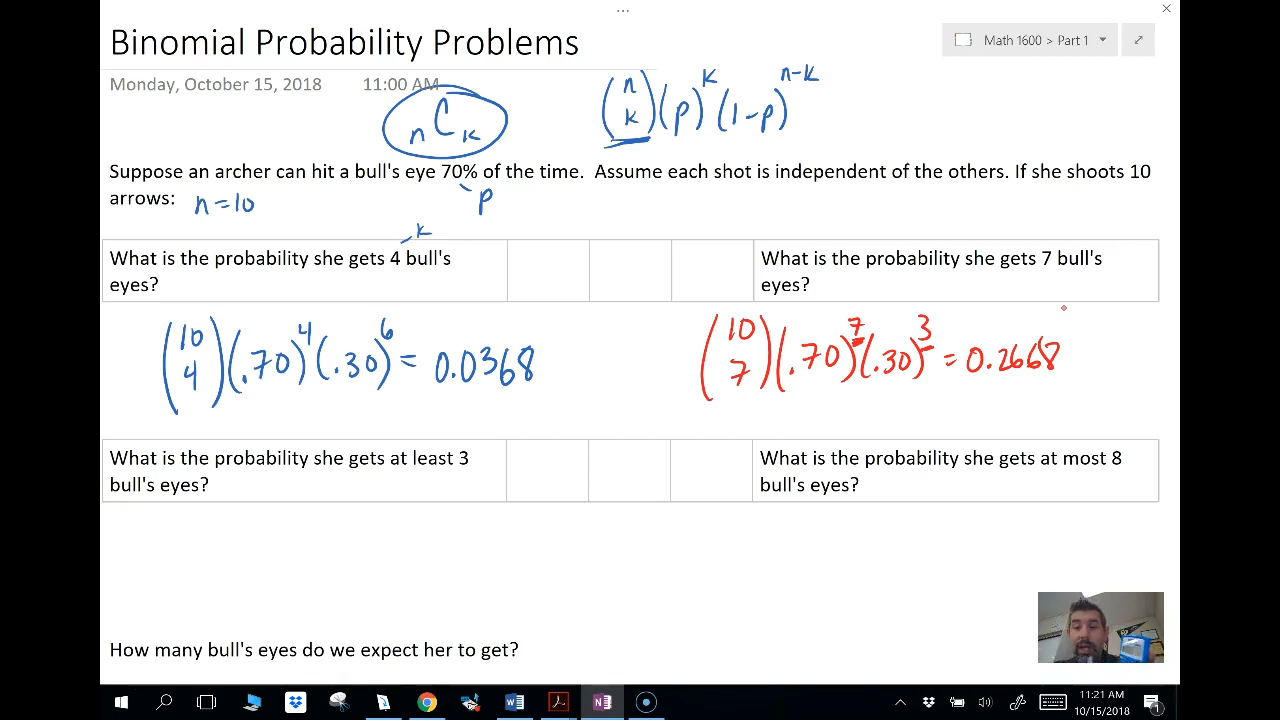 Binomial Probability Problems
Math 1600 > Part 1
Monday, October 15, 2018 11:00 AM
nCk
(n k)(p)^k(1-p)^n-k
Suppose an archer can hit a bull's eye 70% of the time. Assume each shot is independent of the others. If she shoots 10
arrows: n = 10 p
k
What is the probability she gets 4 bull's
eyes?
What is the probability she gets 7 bull's
eyes?
(10 4)(.70)^4(.30)^6 = 0.0368
(10 7)(.70)^7(.30)^3 = 0.2668
What is the probability she gets at least 3
bull's eyes?
What is the probability she gets at most 8
bull's eyes?
How many bull's eyes do we expect her to get?
11:21 AM
10/15/2018